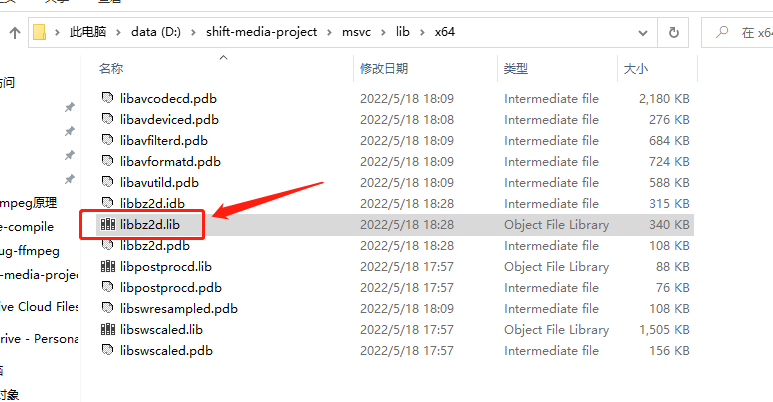 此电脑 › data (D:) › shift-media-project › msvc › lib › x64
在 x6
名称 修改日期 类型 大小
访问
libavcodecd.pdb 2022/5/18 18:09 Intermediate file 2,180 KB
libavdeviced.pdb 2022/5/18 18:08 Intermediate file 276 KB
libavfilterd.pdb 2022/5/18 18:09 Intermediate file 684 KB
libavformatd.pdb 2022/5/18 18:09 Intermediate file 724 KB
libavutild.pdb 2022/5/18 18:09 Intermediate file 588 KB
mpeg原理
libbz2d.idb 2022/5/18 18:28 Intermediate file 315 KB
e-compile
libbz2d.lib 2022/5/18 18:28 Object File Library 340 KB
ug-ffmpeg
libbz2d.pdb 2022/5/18 18:28 Intermediate file 108 KB
-media-projec
libpostprocd.lib 2022/5/18 17:57 Object File Library 88 KB
libpostprocd.pdb 2022/5/18 17:57 Intermediate file 76 KB
ive Cloud Files
libswresampled.pdb 2022/5/18 18:09 Intermediate file 108 KB
rive - Persona
libswscaled.lib 2022/5/18 17:57 Object File Library 1,505 KB
libswscaled.pdb 2022/5/18 17:57 Intermediate file 156 KB
对象